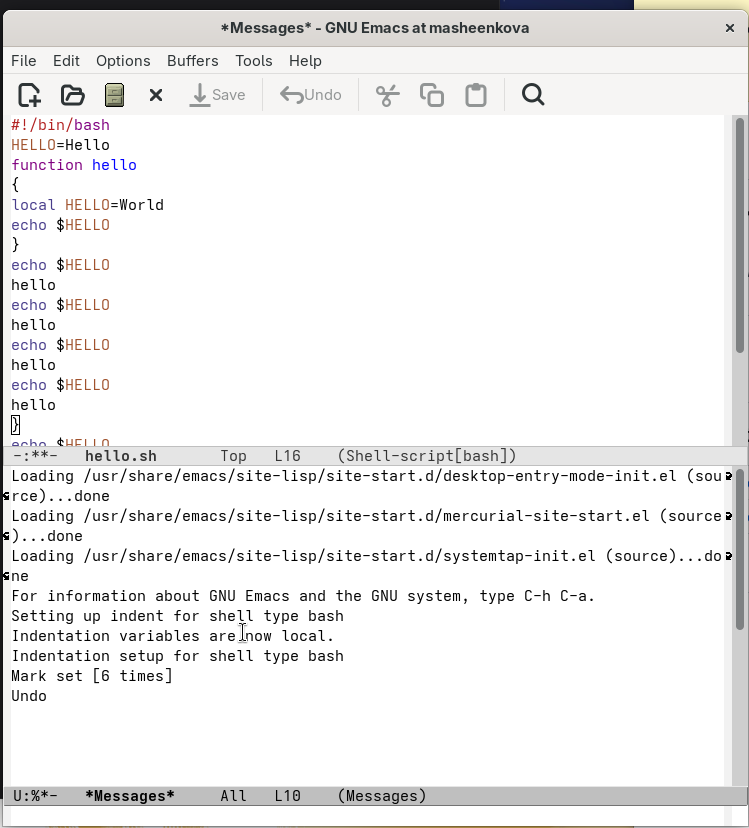 *Messages* - GNU Emacs at masheenkova
File Edit Options Buffers Tools Help
Save Undo
#!/bin/bash
HELLO=Hello
function hello
{
local HELLO=World
echo $HELLO
}
echo $HELLO
hello
echo $HELLO
hello
echo $HELLO
hello
echo $HELLO
hello
}
echo $HELLO
-:**- hello.sh Top L16 (Shell-script[bash])
Loading /usr/share/emacs/site-lisp/site-start.d/desktop-entry-mode-init.el (sou
rce)...done
Loading /usr/share/emacs/site-lisp/site-start.d/mercurial-site-start.el (source
)...done
Loading /usr/share/emacs/site-lisp/site-start.d/systemtap-init.el (source)...do
ne
For information about GNU Emacs and the GNU system, type C-h C-a.
Setting up indent for shell type bash
Indentation variables are now local.
Indentation setup for shell type bash
Mark set [6 times]
Undo
U:%*- *Messages* All L10 (Messages)